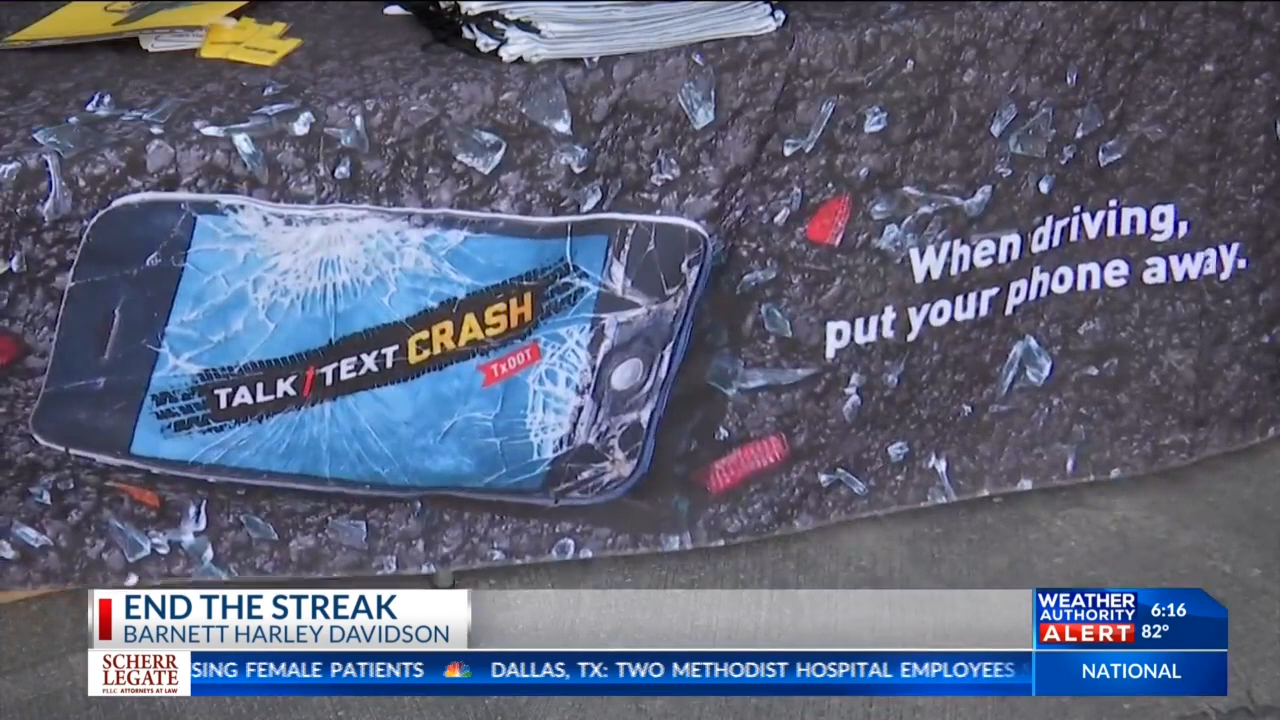 TALK/TEXT CRASH
TxDOT
When driving,
put your phone away.
END THE STREAK
BARNETT HARLEY DAVIDSON
WEATHER
AUTHORITY
ALERT
6:16
82°
SCHERR
LEGATE
PLLC ATTORNEYS AT LAW
SING FEMALE PATIENTS
DALLAS, TX: TWO METHODIST HOSPITAL EMPLOYEES
NATIONAL